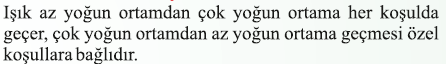 Işık az yoğun ortamdan çok yoğun ortama her koşulda
geçer, çok yoğun ortamdan az yoğun ortama geçmesi özel
koşullara bağlıdır.